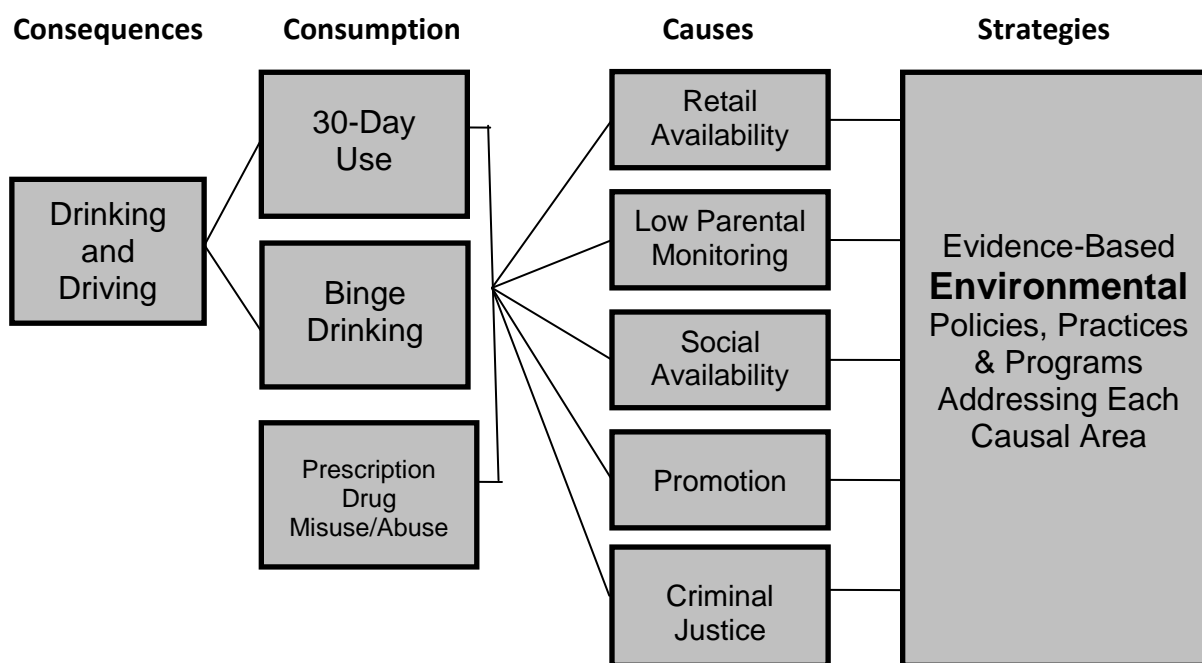 Consequences
Consumption
Causes
Strategies
Drinking
and
Driving
30-Day
Use
Binge
Drinking
Prescription
Drug
Misuse/Abuse
Retail
Availability
Low Parental
Monitoring
Social
Availability
Promotion
Criminal
Justice
Evidence-Based
Environmental
Policies, Practices
& Programs
Addressing Each
Causal Area